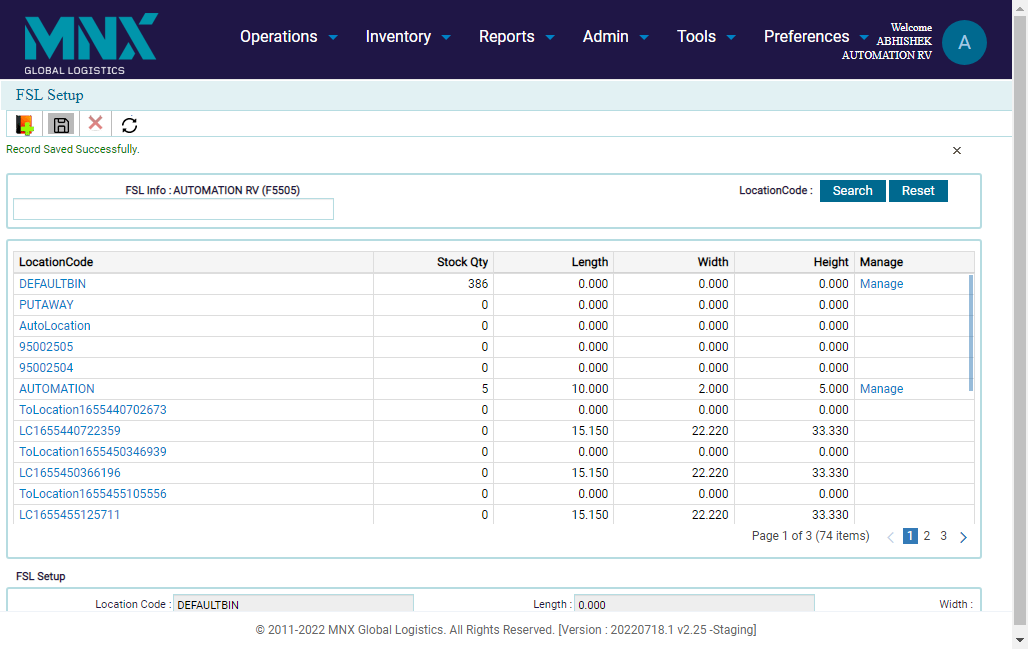 MNX
GLOBAL LOGISTICS
Operations Inventory Reports Admin Tools Preferences
Welcome
ABHISHEK
AUTOMATION RV
A
FSL Setup
Record Saved Successfully.
FSL Info : AUTOMATION RV (F5505) LocationCode : Search Reset
LocationCode Stock Qty Length Width Height Manage
DEFAULTBIN 386 0.000 0.000 0.000 Manage
PUTAWAY 0 0.000 0.000 0.000
AutoLocation 0 0.000 0.000 0.000
95002505 0 0.000 0.000 0.000
95002504 0 0.000 0.000 0.000
AUTOMATION 5 10.000 2.000 5.000 Manage
ToLocation1655440702673 0 0.000 0.000 0.000
LC1655440722359 0 15.150 22.220 33.330
ToLocation1655450346939 0 0.000 0.000 0.000
LC1655450366196 0 15.150 22.220 33.330
ToLocation1655455105556 0 0.000 0.000 0.000
LC1655455125711 0 15.150 22.220 33.330
Page 1 of 3 (74 items) 1 2 3
FSL Setup
Location Code : DEFAULTBIN Length : 0.000 Width :
© 2011-2022 MNX Global Logistics. All Rights Reserved. [Version : 20220718.1 v2.25 -Staging]